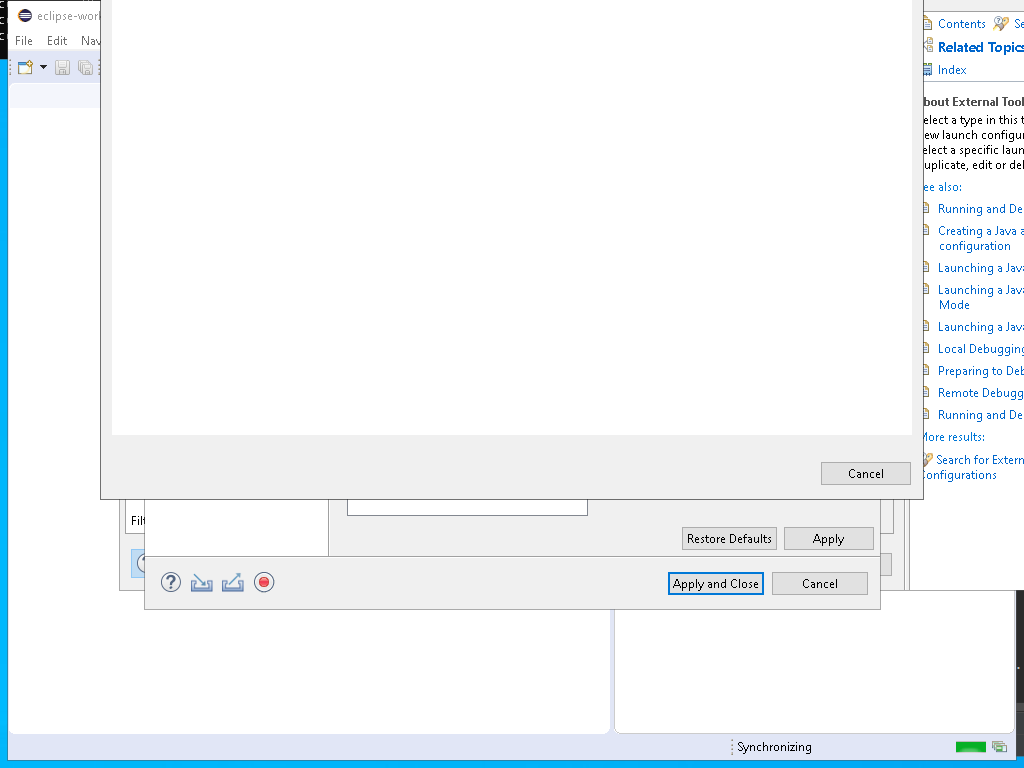 eclipse-work
File Edit Nav
Contents
Se
Related Topics
Index
bout External Tool
elect a type in this t
ew launch configur
elect a specific laun
uplicate, edit or del
ee also:
Running and De
Creating a Java a
configuration
Launching a Java
Launching a Java
Mode
Launching a Java
Local Debugging
Preparing to Deb
Remote Debugg
Running and De
More results:
Search for Extern
Configurations
Cancel
Filt
Restore Defaults
Apply
Apply and Close
Cancel
Synchronizing